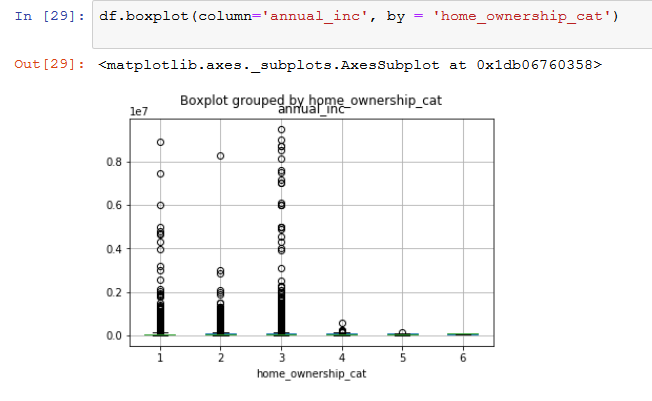 In [29]: df.boxplot(column='annual_inc', by = 'home_ownership_cat')
Out[29]: <matplotlib.axes._subplots.AxesSubplot at 0x1db06760358>
Boxplot grouped by home_ownership_cat
annual_inc
1e7
0.8
0.6
0.4
0.2
0.0
1 2 3 4 5 6
home_ownership_cat